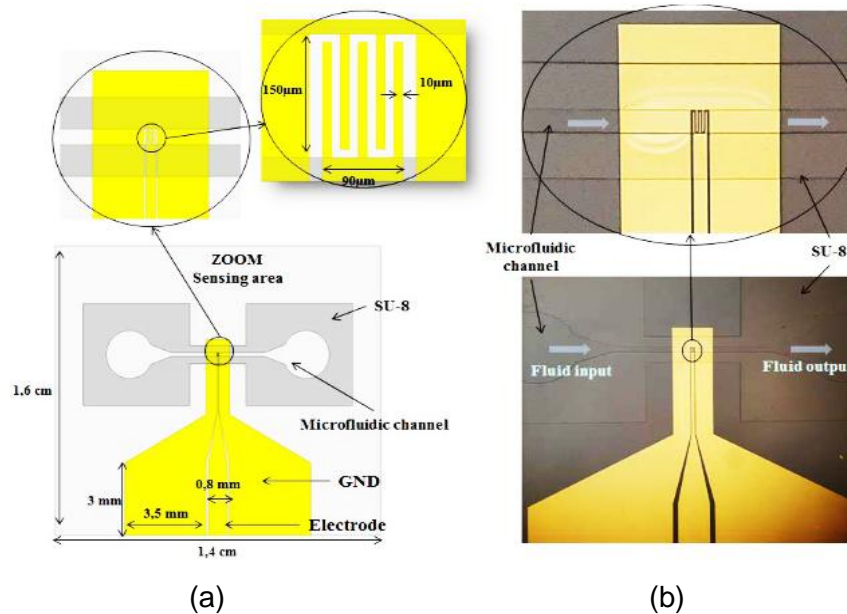 150µm
10µm
90µm
ZOOM
Sensing area
SU-8
1,6 cm
Microfluidic channel
0,8 mm
GND
3 mm
3,5 mm
Electrode
1,4 cm
(a)
Microfluidic
channel
SU-8
Fluid input
Fluid output
(b)